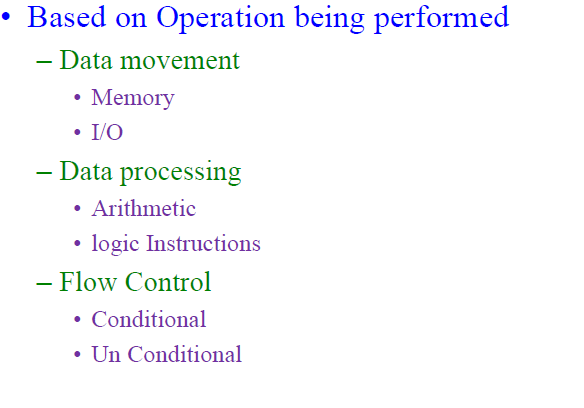 • Based on Operation being performed
– Data movement
• Memory
• I/O
– Data processing
• Arithmetic
• logic Instructions
– Flow Control
• Conditional
• Un Conditional